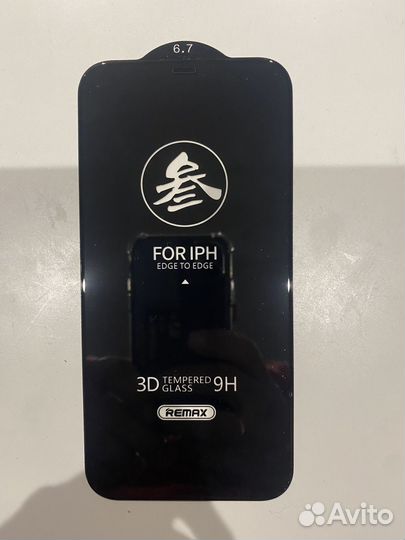 6.7
叁
FOR IPH
EDGE TO EDGE
3D TEMPERED GLASS 9H
REMAX
Avito